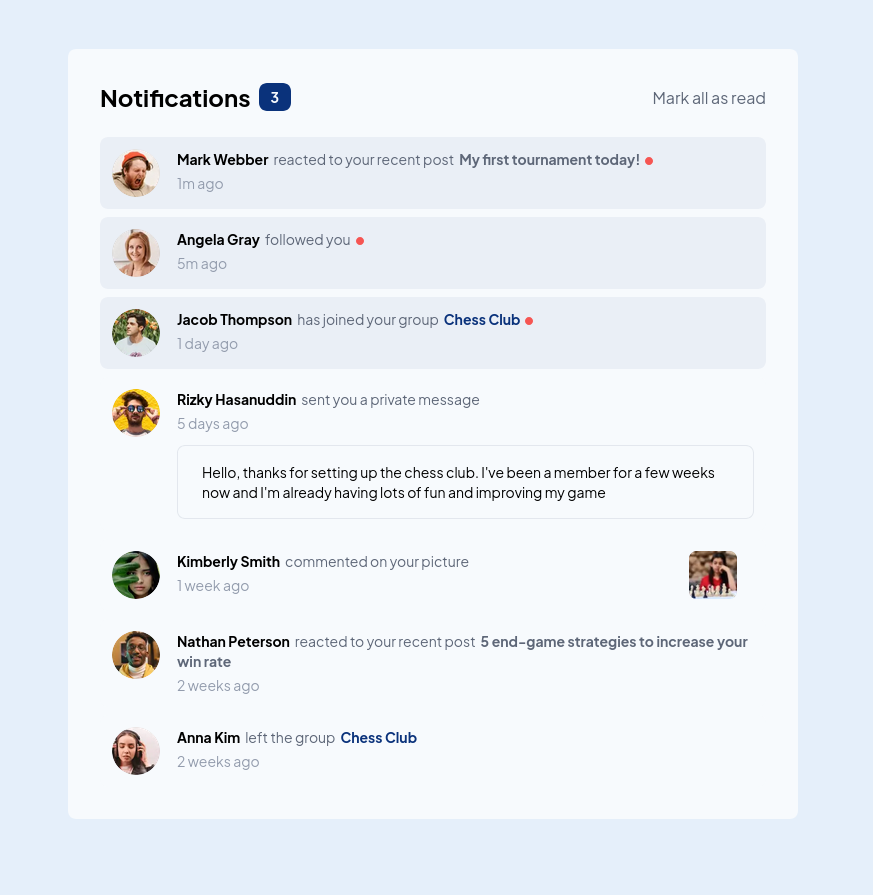 Notifications 3 Mark all as read
Mark Webber reacted to your recent post My first tournament today!
1m ago
Angela Gray followed you
5m ago
Jacob Thompson has joined your group Chess Club
1 day ago
Rizky Hasanuddin sent you a private message
5 days ago
Hello, thanks for setting up the chess club. I've been a member for a few weeks
now and I'm already having lots of fun and improving my game
Kimberly Smith commented on your picture
1 week ago
Nathan Peterson reacted to your recent post 5 end-game strategies to increase your
win rate
2 weeks ago
Anna Kim left the group Chess Club
2 weeks ago